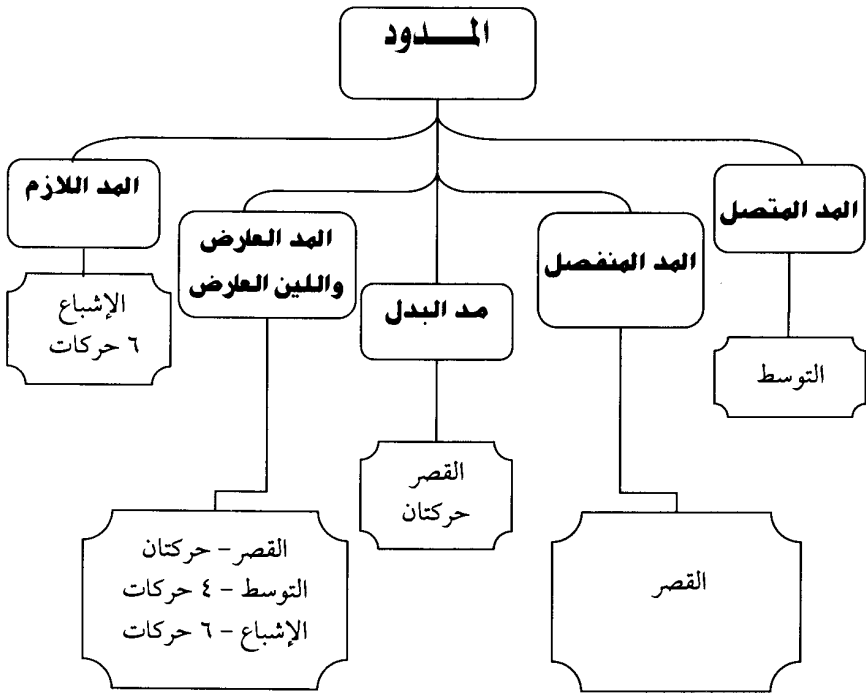 المدود
المد المتصل
التوسط
المد المنفصل
القصر
مد البدل
القصر
حركتان
المد العارض
واللين العارض
القصر – حركتان
التوسط – ٤ حركات
الإشباع – ٦ حركات
المد اللازم
الإشباع
٦ حركات